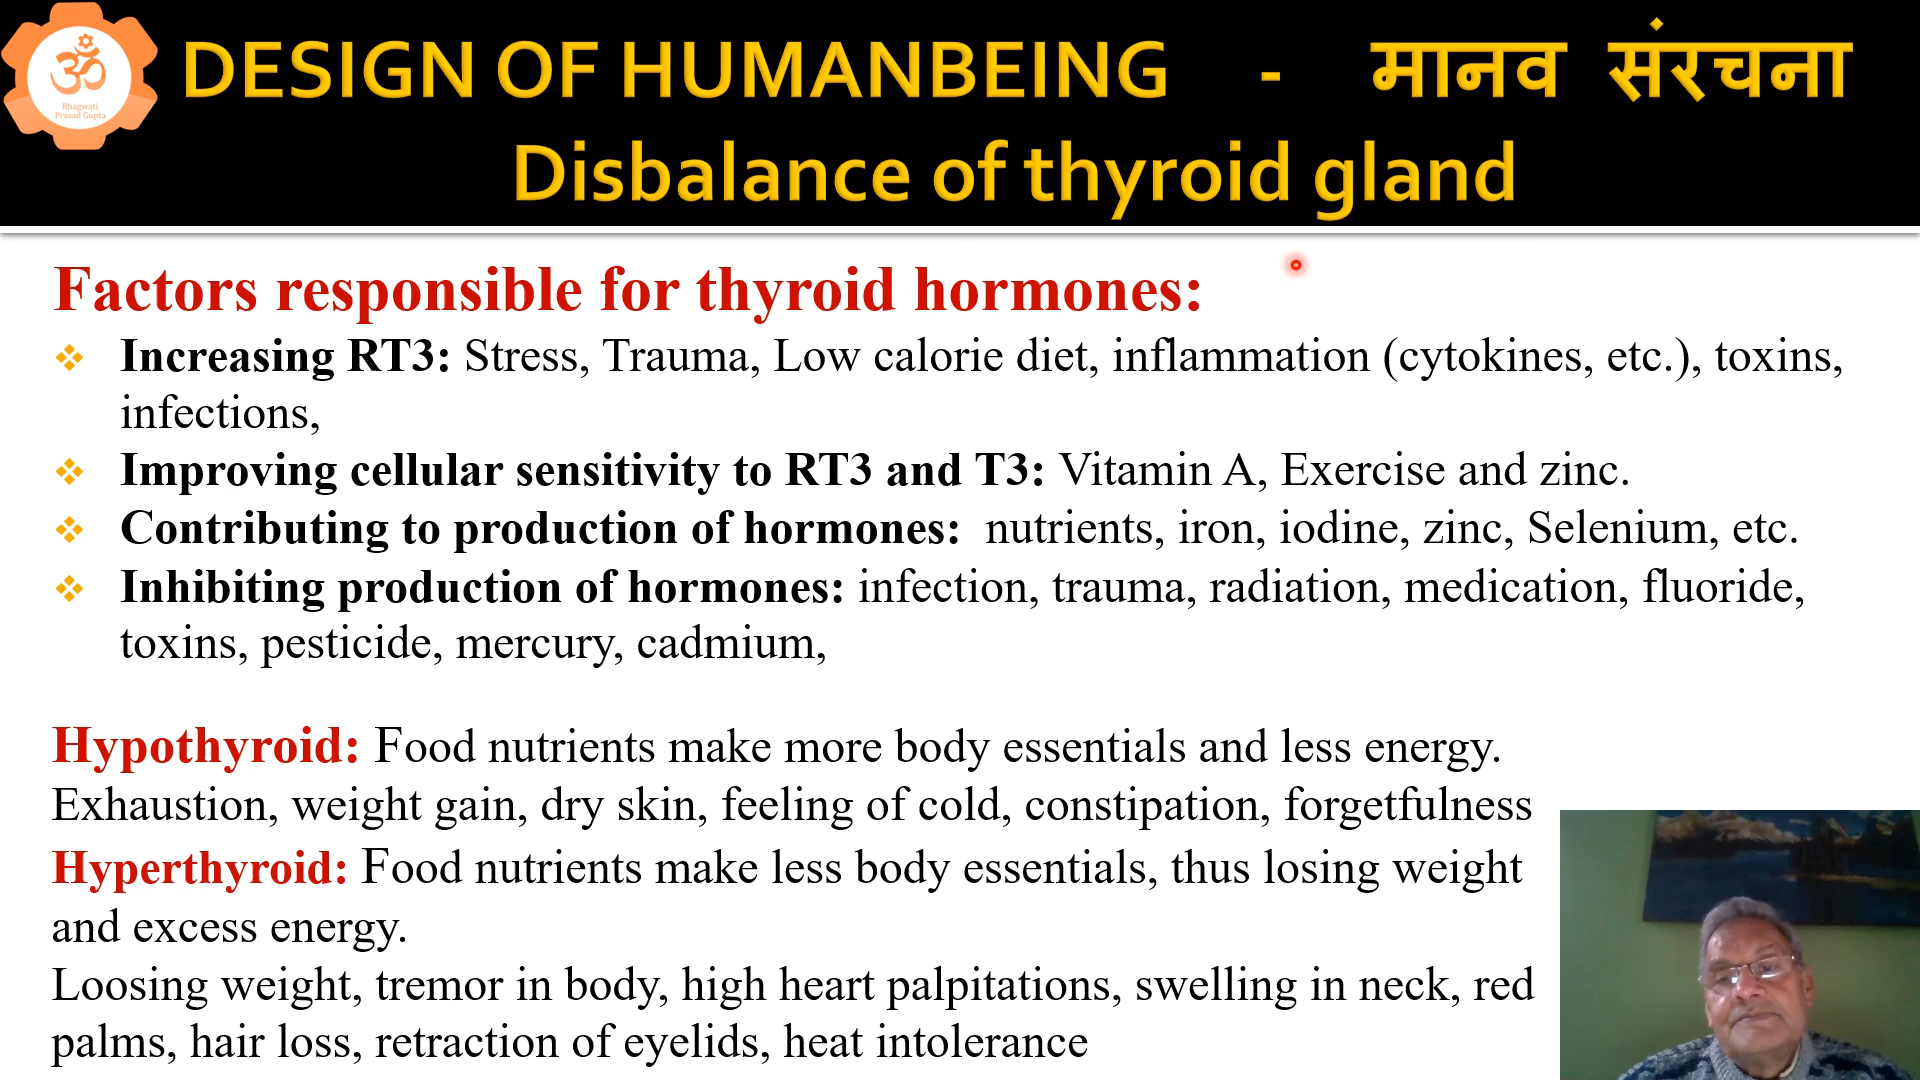 ॐ
Bhagwati
Prasad Gupta
DESIGN OF HUMANBEING - मानव संरचना
Disbalance of thyroid gland
Factors responsible for thyroid hormones:
Increasing RT3: Stress, Trauma, Low calorie diet, inflammation (cytokines, etc.), toxins,
infections,
Improving cellular sensitivity to RT3 and T3: Vitamin A, Exercise and zinc.
Contributing to production of hormones: nutrients, iron, iodine, zinc, Selenium, etc.
Inhibiting production of hormones: infection, trauma, radiation, medication, fluoride,
toxins, pesticide, mercury, cadmium,
Hypothyroid: Food nutrients make more body essentials and less energy.
Exhaustion, weight gain, dry skin, feeling of cold, constipation, forgetfulness
Hyperthyroid: Food nutrients make less body essentials, thus losing weight
and excess energy.
Loosing weight, tremor in body, high heart palpitations, swelling in neck, red
palms, hair loss, retraction of eyelids, heat intolerance